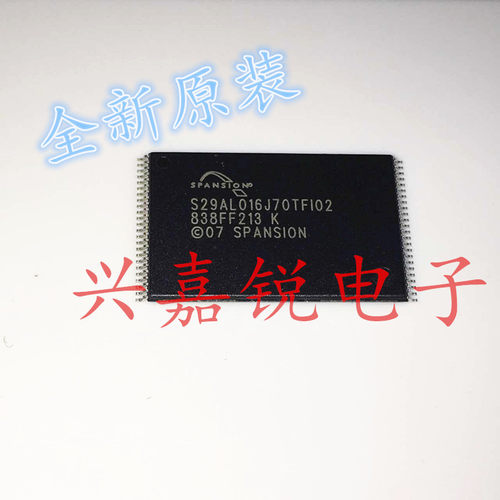 全新原装
SPANSION
S29AL016J70TFI02
838FF213 K
©07 SPANSION
兴嘉锐电子